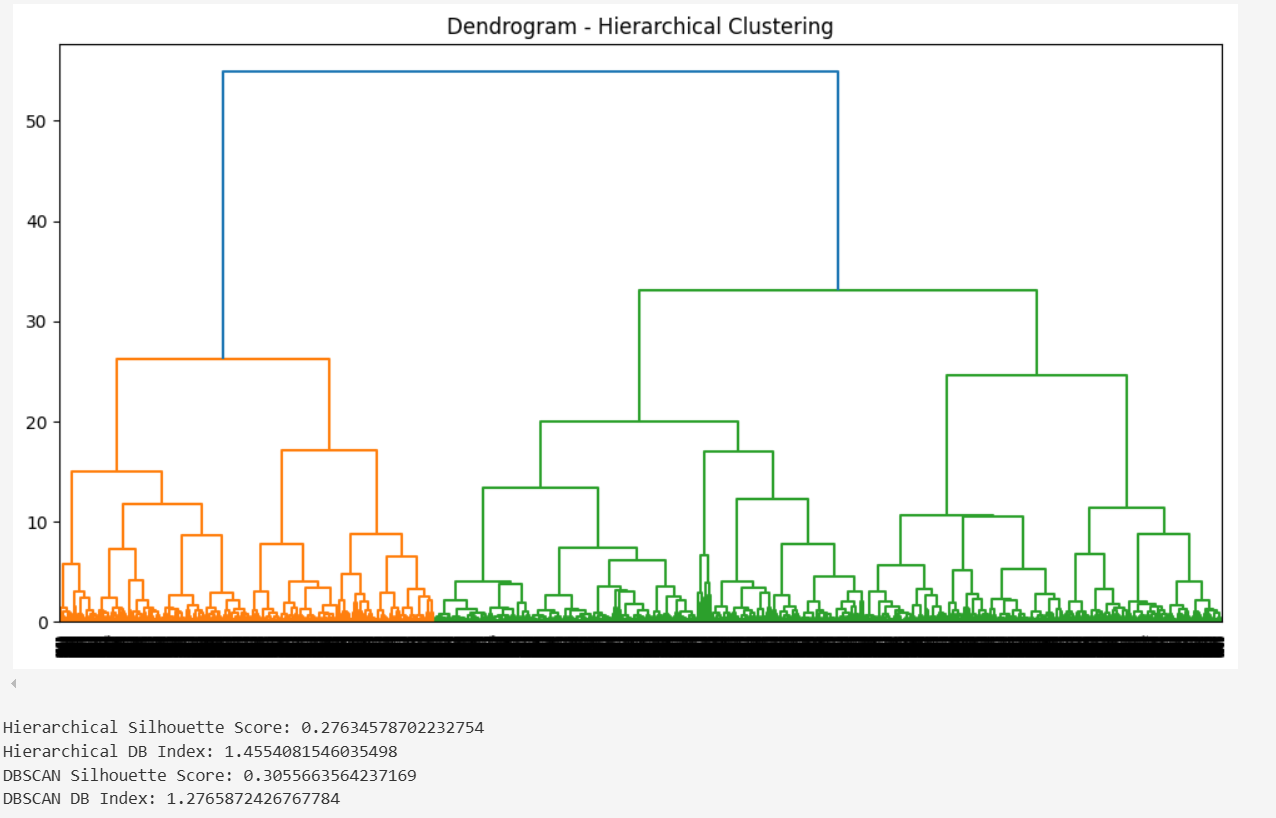 Dendrogram - Hierarchical Clustering
50
40
30
20
10
0
Hierarchical Silhouette Score: 0.27634578702232754
Hierarchical DB Index: 1.4554081546035498
DBSCAN Silhouette Score: 0.3055663564237169
DBSCAN DB Index: 1.2765872426767784